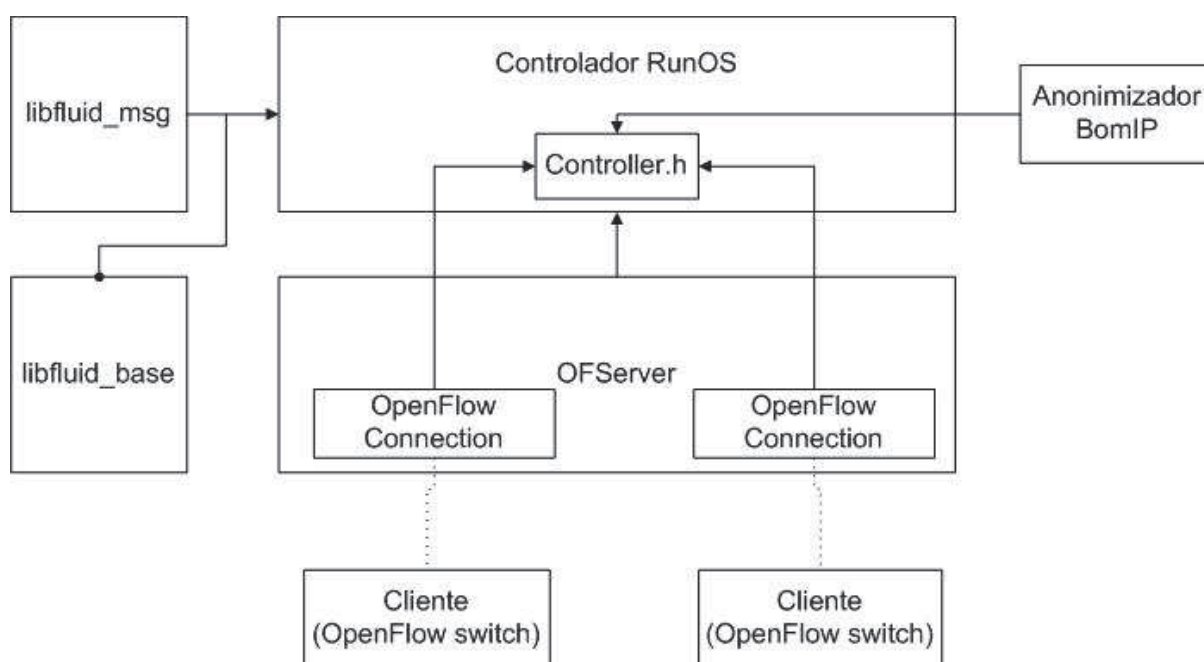 libfluid_msg
Controlador RunOS
Anonimizador
BomIP
Controller.h
libfluid_base
OFServer
OpenFlow
Connection
OpenFlow
Connection
Cliente
(OpenFlow switch)
Cliente
(OpenFlow switch)